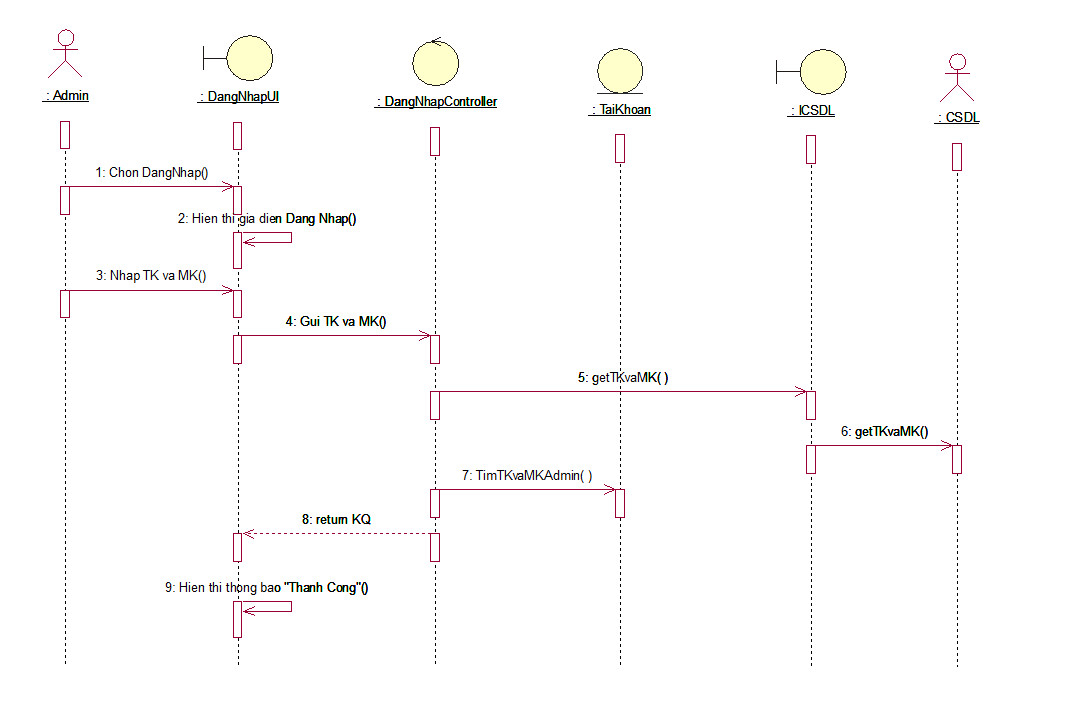 : Admin
: DangNhapUI
: DangNhapController
: TaiKhoan
: ICSDL
: CSDL
1: Chon DangNhap()
2: Hien thi gia dien Dang Nhap()
3: Nhap TK va MK()
4: Gui TK va MK()
5: getTKvaMK( )
6: getTKvaMK()
7: TimTKvaMKAdmin( )
8: return KQ
9: Hien thi thong bao "Thanh Cong"()